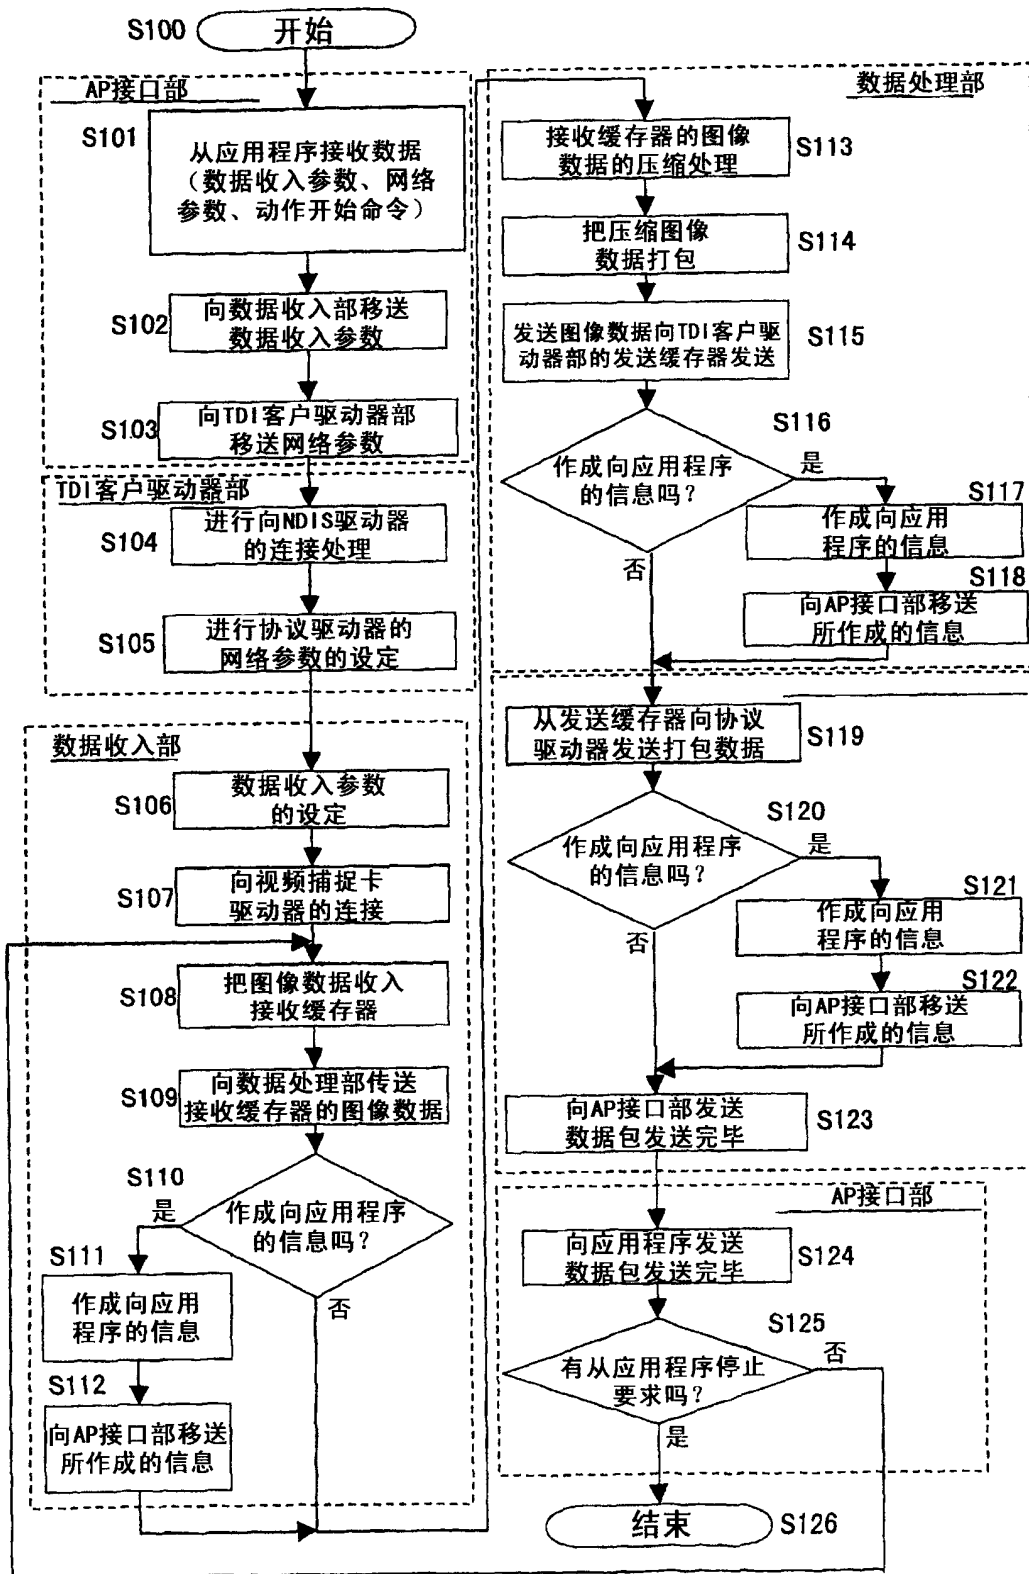 S100
开始
AP接口部
S101
从应用程序接收数据
（数据收入参数、网络
参数、动作开始命令）
S102
向数据收入部移送
数据收入参数
S103
向TDI客户驱动器部
移送网络参数
TDI客户驱动器部
S104
进行向NDIS驱动器
的连接处理
S105
进行协议驱动器的
网络参数的设定
数据收入部
S106
数据收入参数
的设定
S107
向视频捕捉卡
驱动器的连接
S108
把图像数据收入
接收缓存器
S109
向数据处理部传送
接收缓存器的图像数据
S110
是
作成向应用程序
的信息吗？
否
S111
作成向应用
程序的信息
S112
向AP接口部移送
所作成的信息
数据处理部
接收缓存器的图像
数据的压缩处理
S113
把压缩图像
数据打包
S114
发送图像数据向TDI客户驱
动器部的发送缓存器发送
S115
S116
作成向应用程序
的信息吗？
是
否
S117
作成向应用
程序的信息
S118
向AP接口部移送
所作成的信息
从发送缓存器向协议
驱动器发送打包数据
S119
S120
作成向应用程序
的信息吗？
是
否
S121
作成向应用
程序的信息
S122
向AP接口部移送
所作成的信息
向AP接口部发送
数据包发送完毕
S123
AP接口部
向应用程序发送
数据包发送完毕
S124
S125
有从应用程序停止
要求吗？
否
是
结束
S126